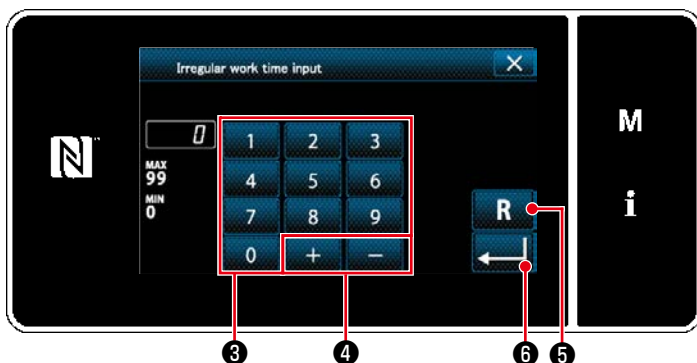 Irregular work time input
0
MAX
99
MIN
0
1 2 3
4 5 6
7 8 9
0 + −
R
M
i
N
❸ ❹ ❻ ❺